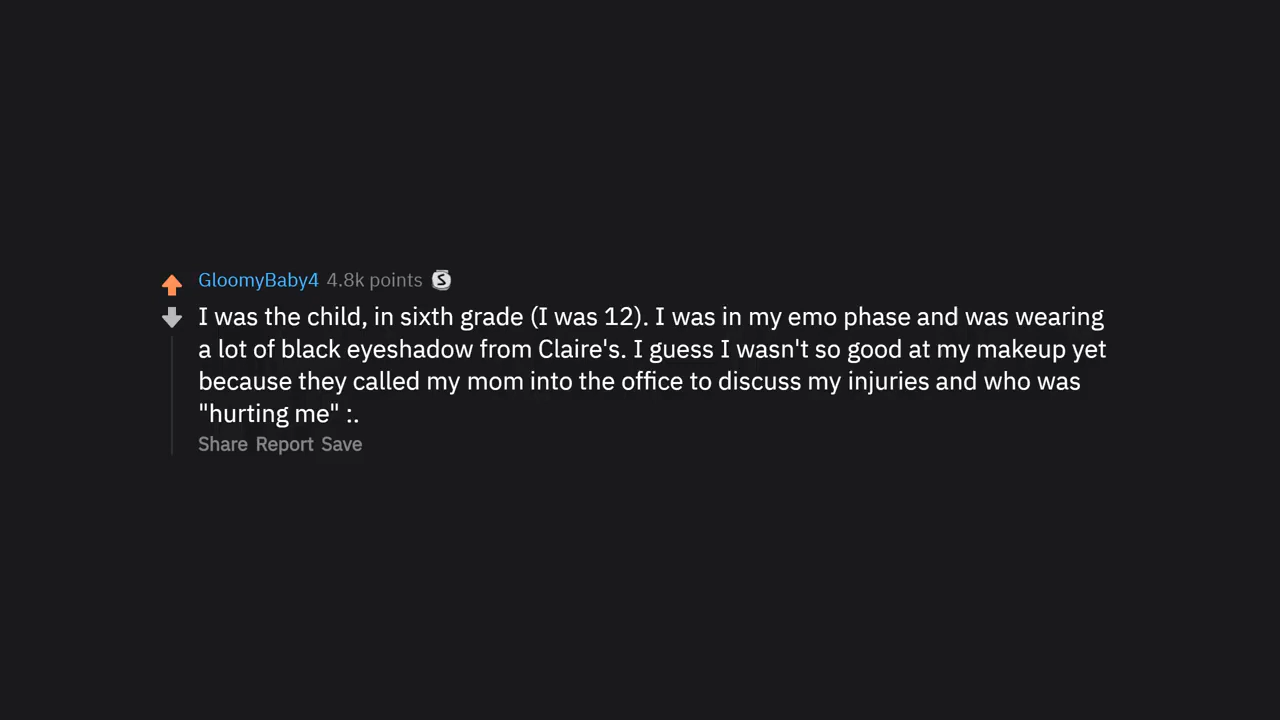 GloomyBaby4 4.8k points S
I was the child, in sixth grade (I was 12). I was in my emo phase and was wearing
a lot of black eyeshadow from Claire's. I guess I wasn't so good at my makeup yet
because they called my mom into the office to discuss my injuries and who was
"hurting me" :.
Share Report Save